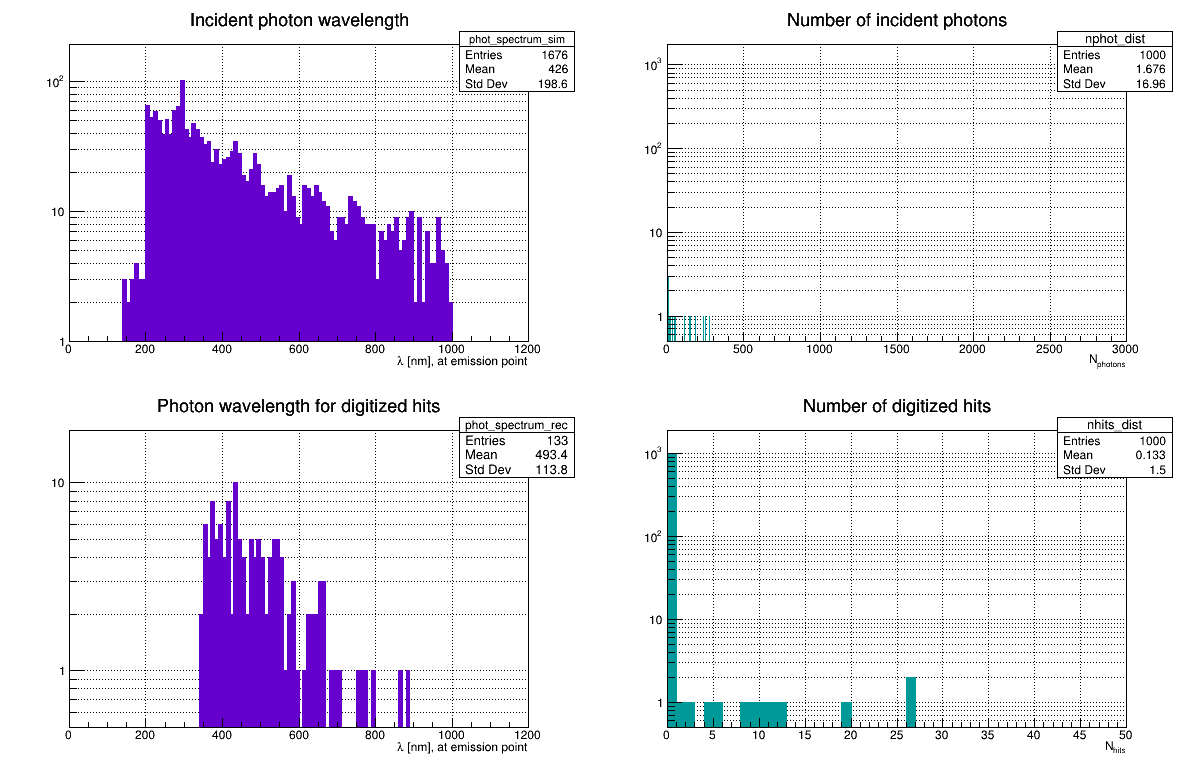 Incident photon wavelength
phot_spectrum_sim
Entries 1676
Mean 426
Std Dev 198.6
10²
10
1
0 200 400 600 800 1000 1200
λ [nm], at emission point
Number of incident photons
nphot_dist
Entries 1000
Mean 1.676
Std Dev 16.96
10³
10²
10
1
0 500 1000 1500 2000 2500 3000
N_photons
Photon wavelength for digitized hits
phot_spectrum_rec
Entries 133
Mean 493.4
Std Dev 113.8
10
1
0 200 400 600 800 1000 1200
λ [nm], at emission point
Number of digitized hits
nhits_dist
Entries 1000
Mean 0.133
Std Dev 1.5
10³
10²
10
1
0 5 10 15 20 25 30 35 40 45 50
N_hits